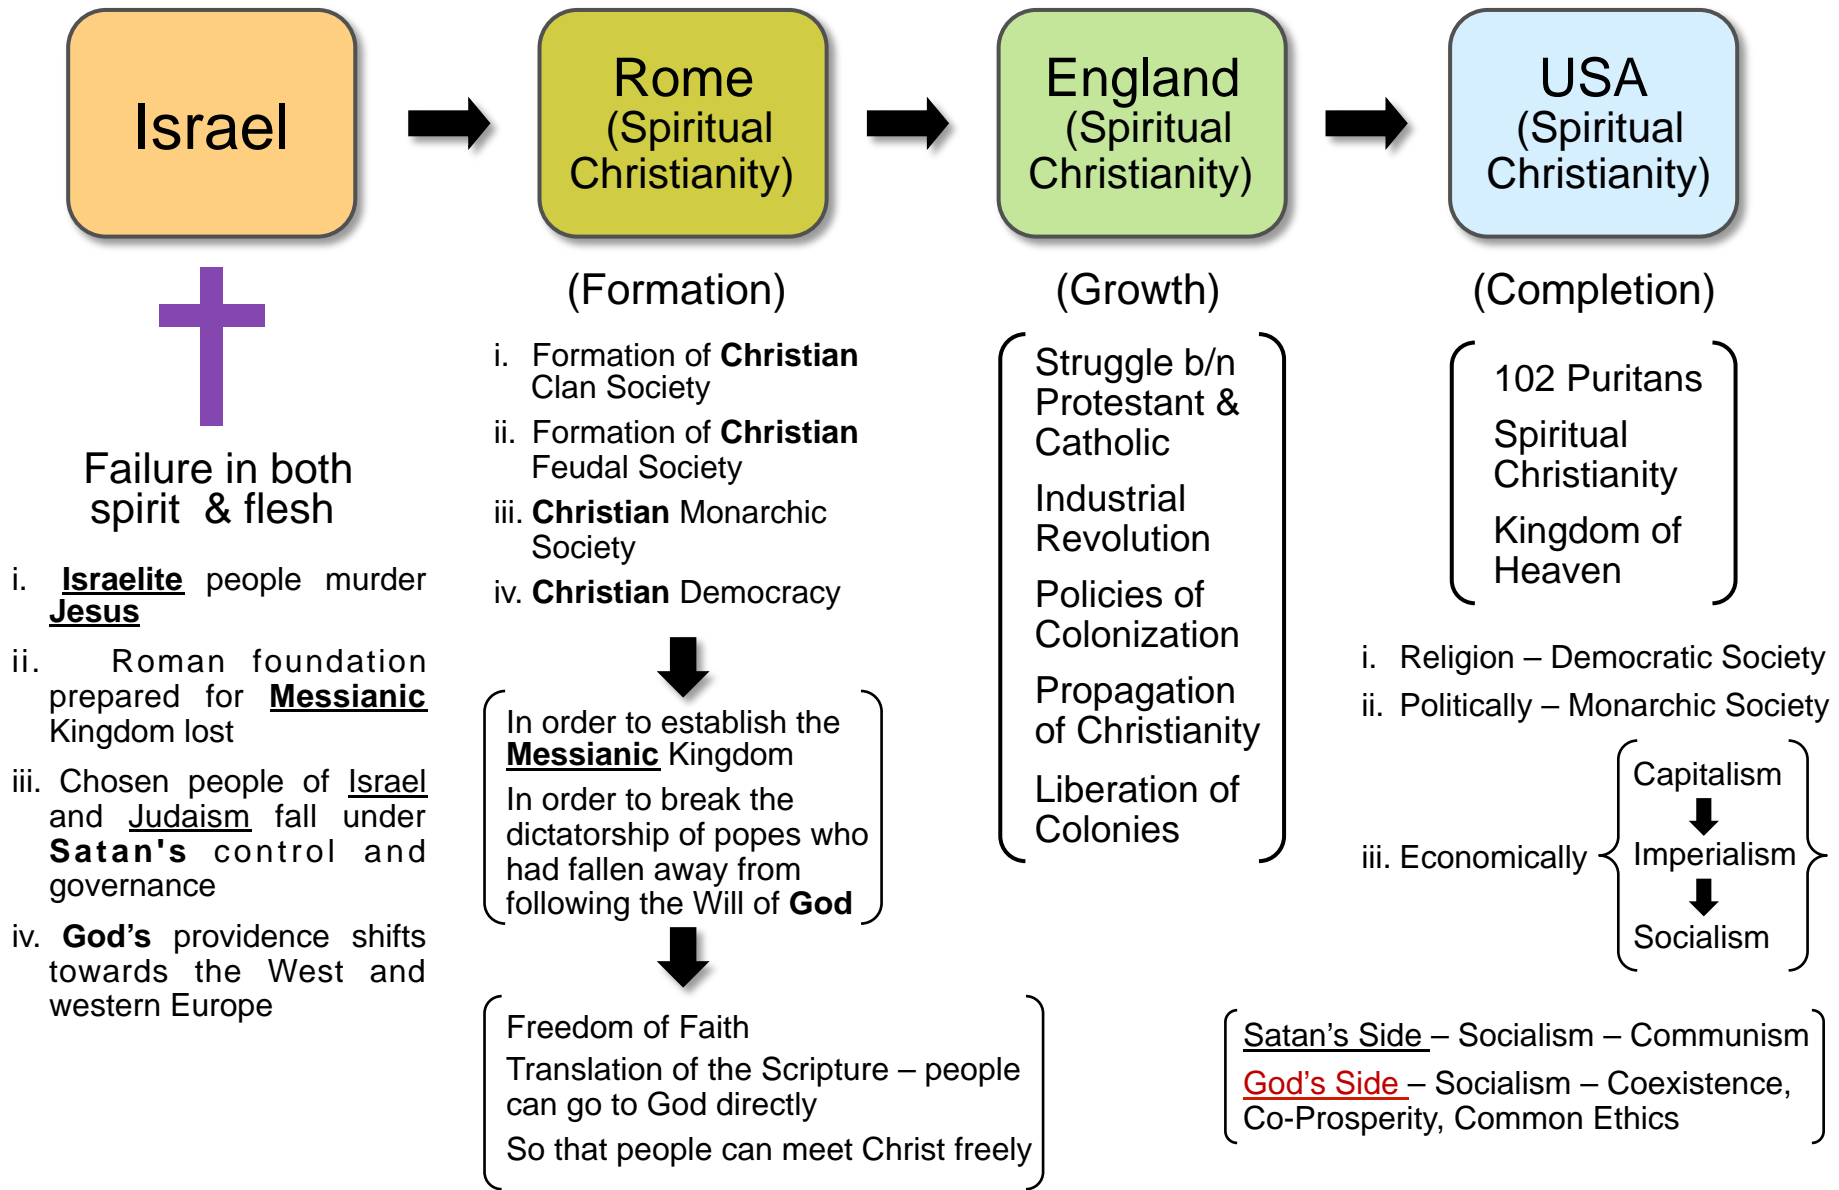 Israel
Rome
(Spiritual
Christianity)
England
(Spiritual
Christianity)
USA
(Spiritual
Christianity)
Failure in both
spirit & flesh
i. Israelite people murder
Jesus
ii. Roman foundation
prepared for Messianic
Kingdom lost
iii. Chosen people of Israel
and Judaism fall under
Satan's control and
governance
iv. God’s providence shifts
towards the West and
western Europe
(Formation)
i. Formation of Christian
Clan Society
ii. Formation of Christian
Feudal Society
iii. Christian Monarchic
Society
iv. Christian Democracy
In order to establish the
Messianic Kingdom
In order to break the
dictatorship of popes who
had fallen away from
following the Will of God
Freedom of Faith
Translation of the Scripture – people
can go to God directly
So that people can meet Christ freely
(Growth)
Struggle b/n
Protestant &
Catholic
Industrial
Revolution
Policies of
Colonization
Propagation
of Christianity
Liberation of
Colonies
(Completion)
102 Puritans
Spiritual
Christianity
Kingdom of
Heaven
i. Religion – Democratic Society
ii. Politically – Monarchic Society
iii. Economically
Capitalism
Imperialism
Socialism
Satan’s Side – Socialism – Communism
God’s Side – Socialism – Coexistence,
Co-Prosperity, Common Ethics